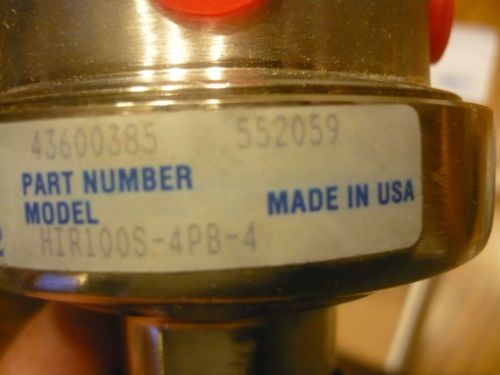 43600385 552059
PART NUMBER
MODEL MADE IN USA
HIR100S-4PB-4